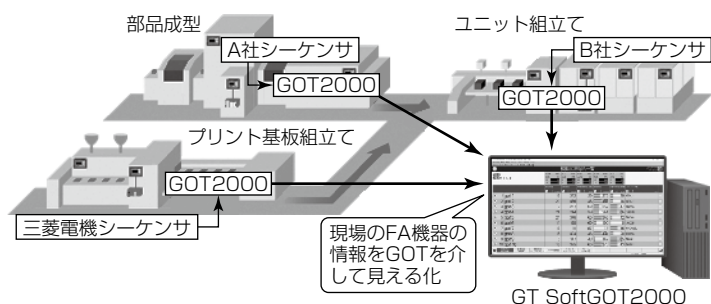 部品成型
ユニット組立て
A社シーケンサ
B社シーケンサ
GOT2000
GOT2000
プリント基板組立て
GOT2000
三菱電機シーケンサ
現場のFA機器の
情報をGOTを介
して見える化
GT SoftGOT2000